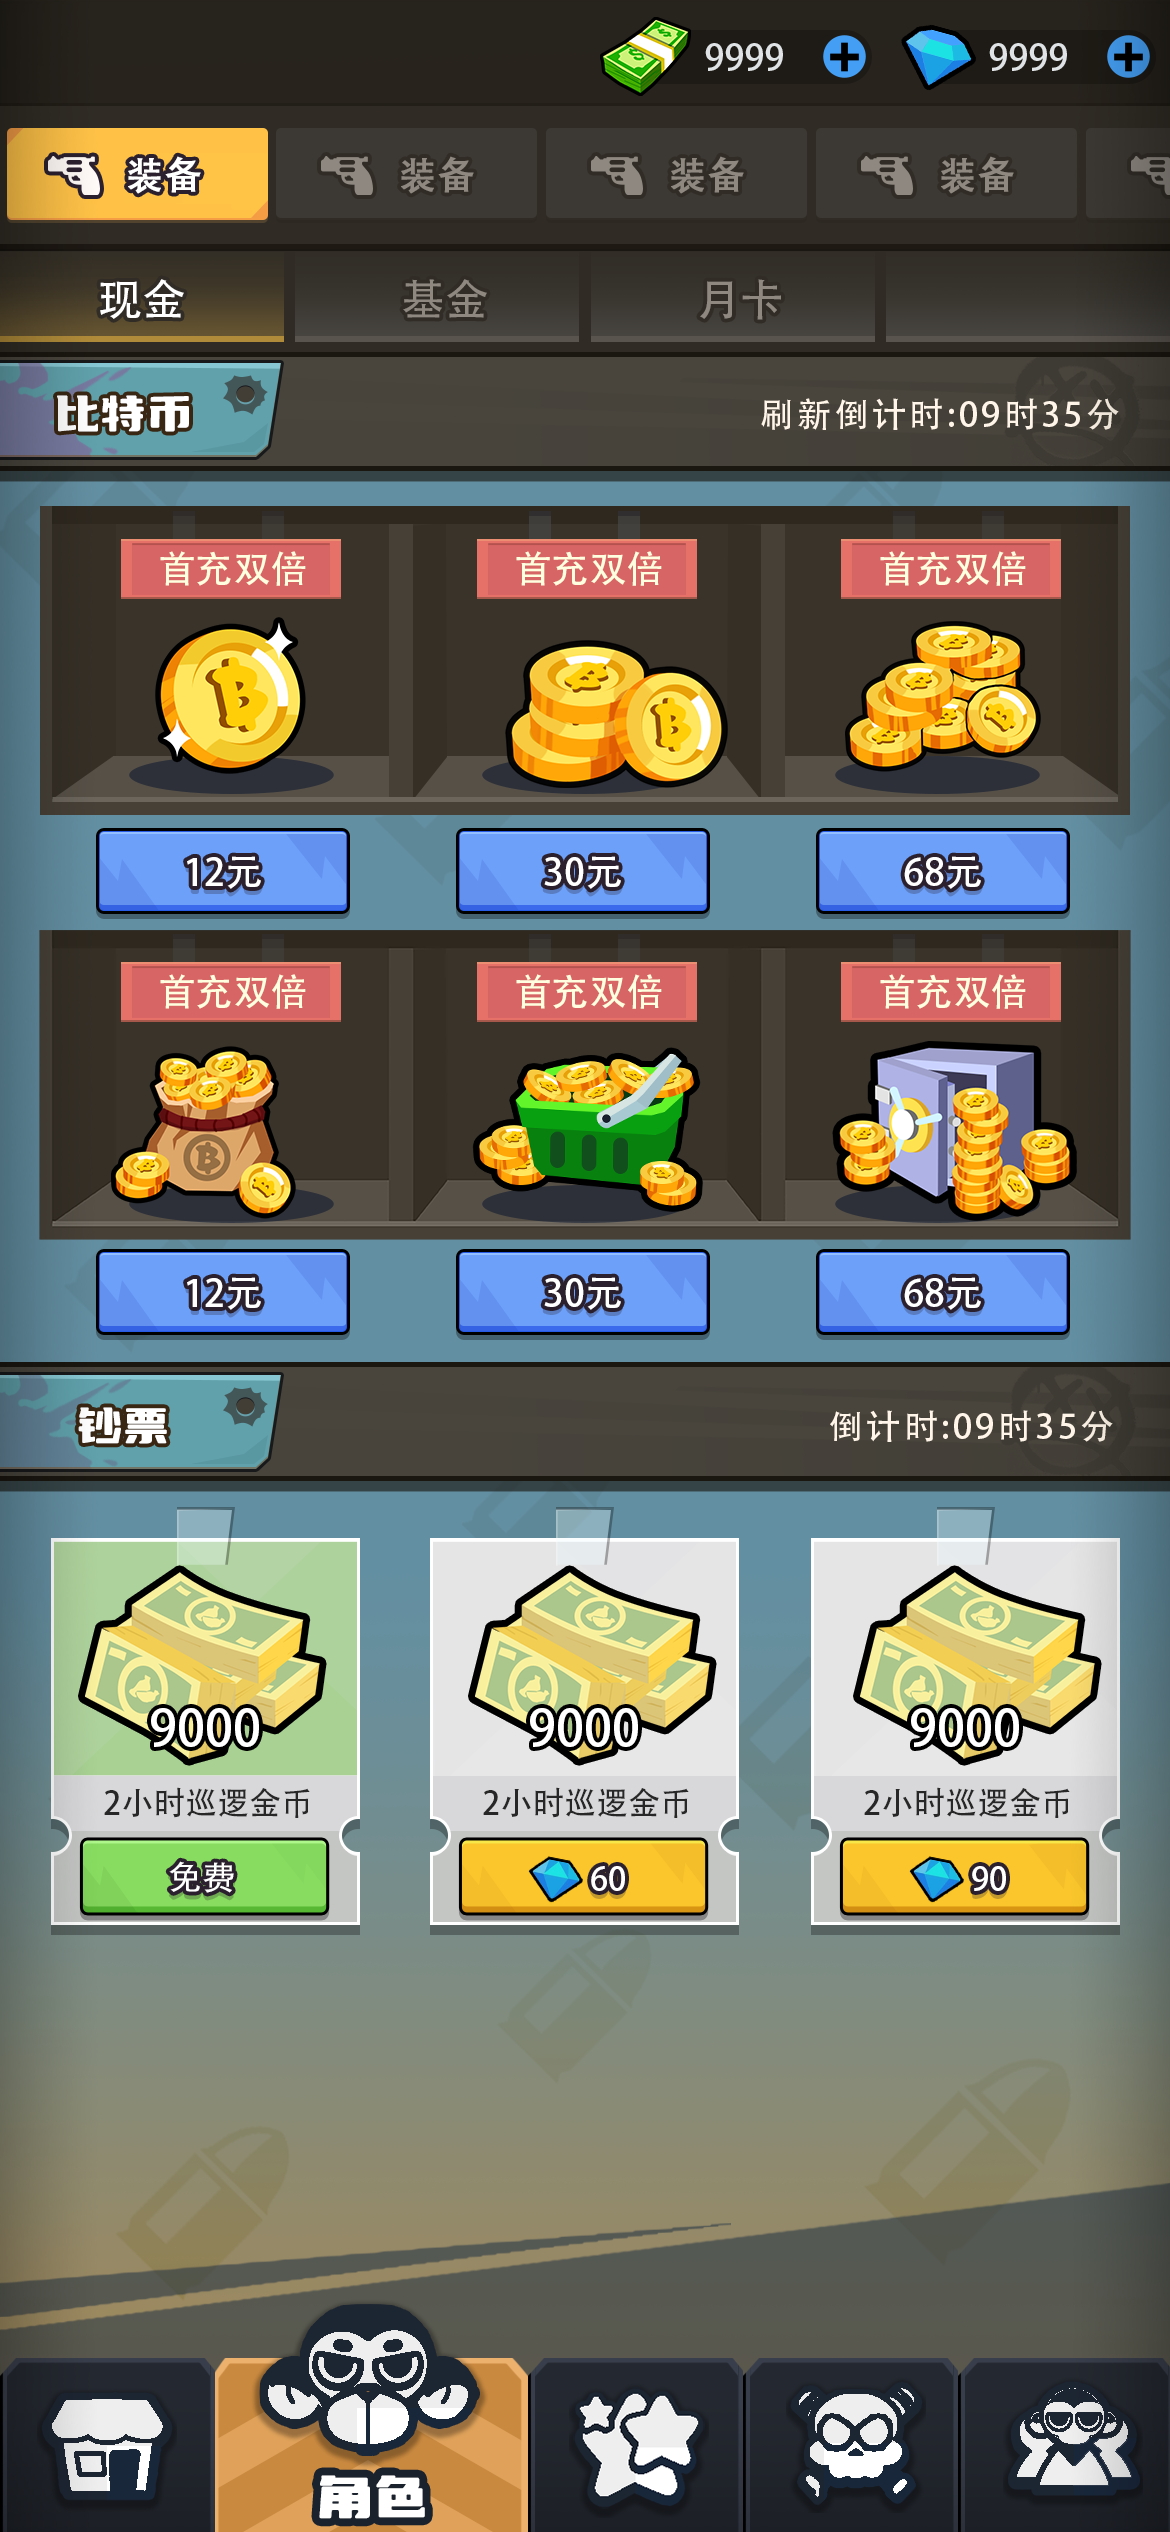 9999 9999
装备 装备 装备 装备
现金 基金 月卡
比特币 刷新倒计时:09时35分
首充双倍 首充双倍 首充双倍
12元 30元 68元
首充双倍 首充双倍 首充双倍
12元 30元 68元
钞票 倒计时:09时35分
9000 9000 9000
2小时巡逻金币 2小时巡逻金币 2小时巡逻金币
免费 60 90
角色